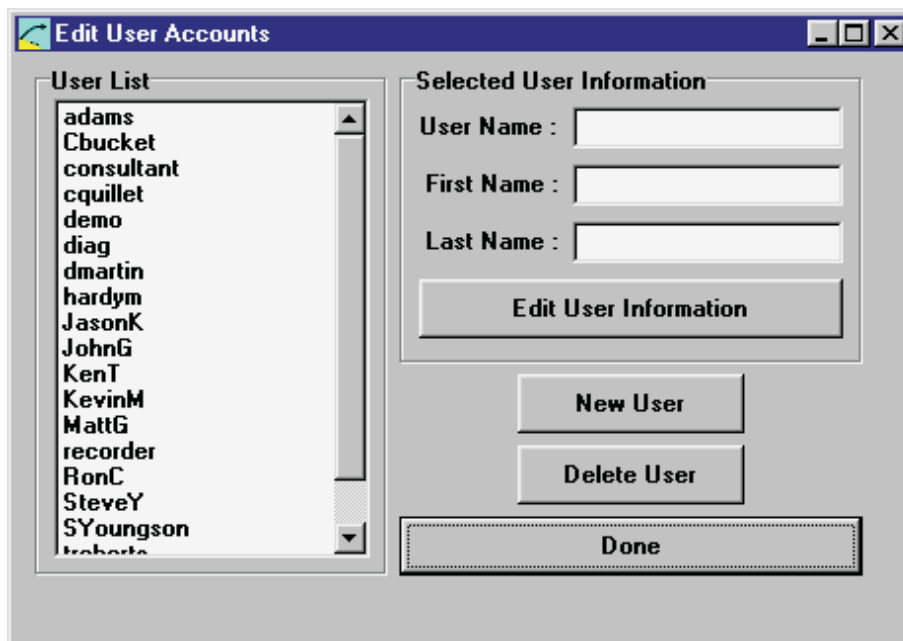 Edit User Accounts
User List
adams
Cbucket
consultant
cquillet
demo
diag
dmartin
hardym
JasonK
JohnG
KenT
KevinM
MattG
recorder
RonC
SteveY
SYoungson
Selected User Information
User Name :
First Name :
Last Name :
Edit User Information
New User
Delete User
Done